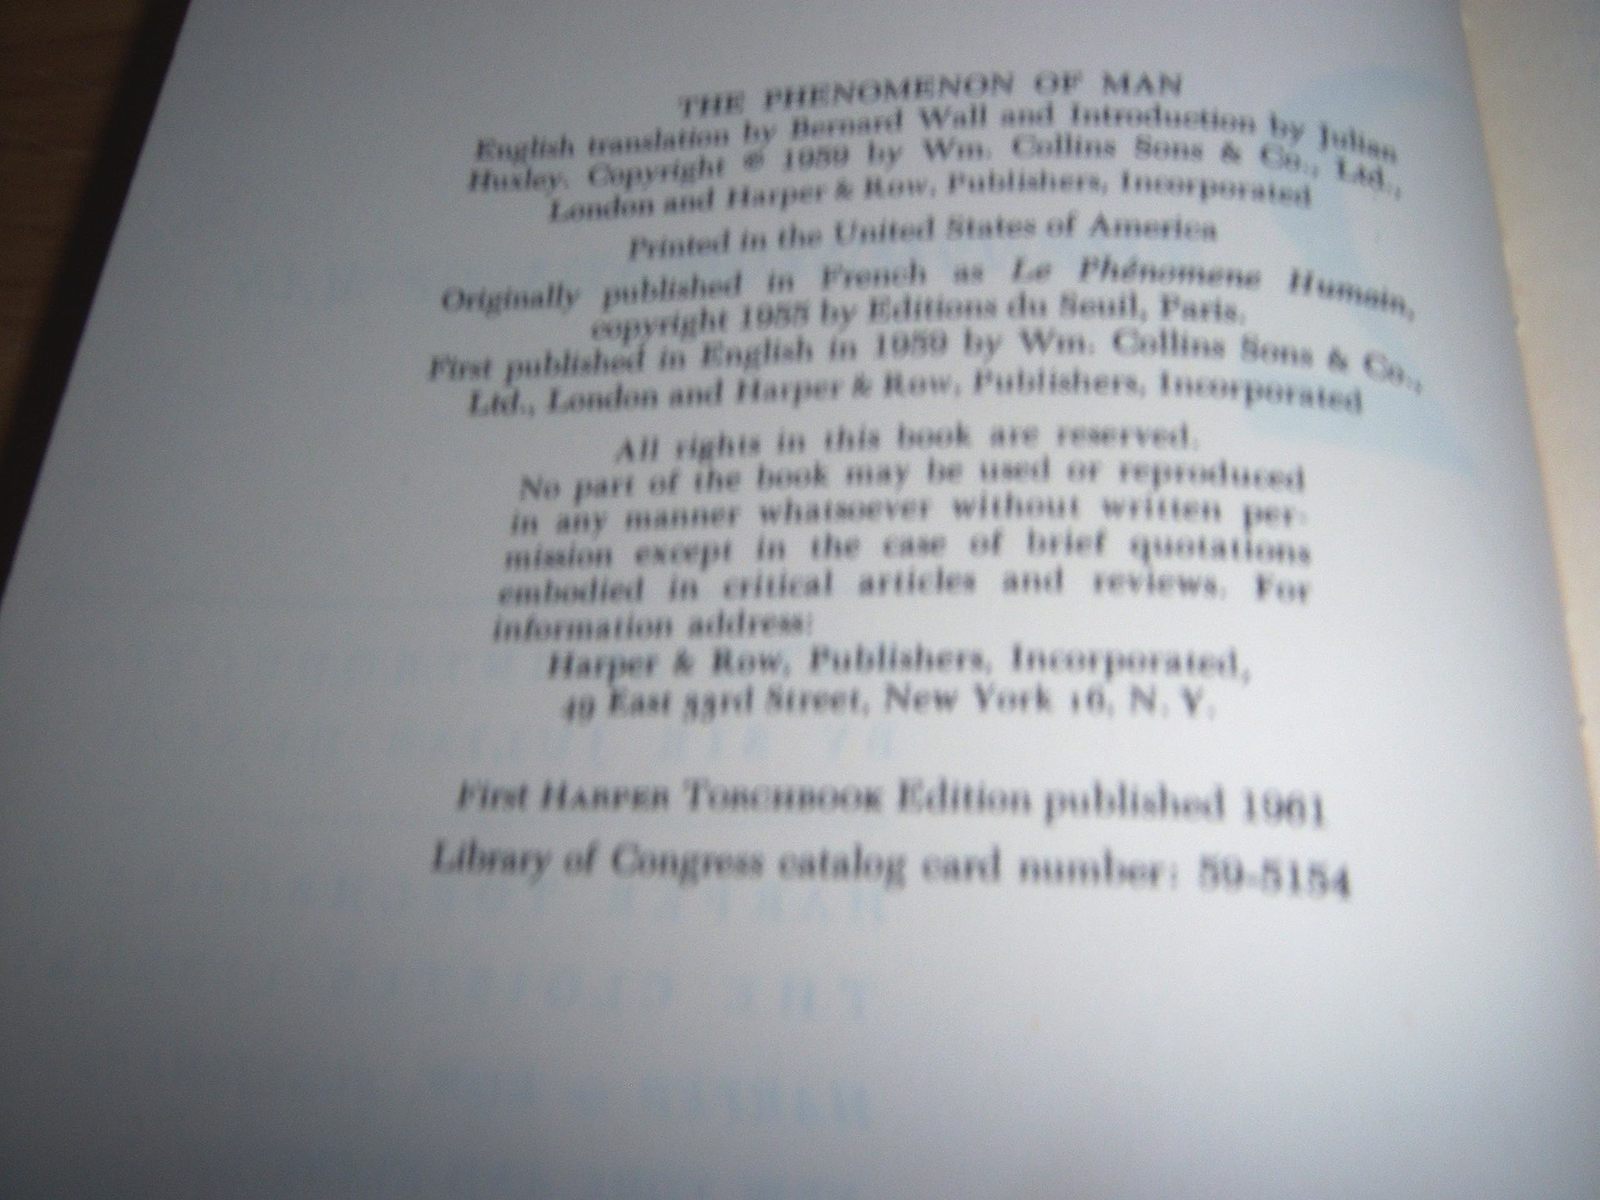 THE PHENOMENON OF MAN
English translation by Bernard Wall and Introduction by Julian
Huxley. Copyright © 1959 by Wm. Collins Sons & Co., Ltd.,
London and Harper & Row, Publishers, Incorporated
Printed in the United States of America
Originally published in French as Le Phénomene Humain,
copyright 1955 by Editions du Seuil, Paris.
First published in English in 1959 by Wm. Collins Sons & Co.,
Ltd., London and Harper & Row, Publishers, Incorporated
All rights in this book are reserved.
No part of the book may be used or reproduced
in any manner whatsoever without written per-
mission except in the case of brief quotations
embodied in critical articles and reviews. For
information address:
Harper & Row, Publishers, Incorporated,
49 East 33rd Street, New York 16, N. Y.
First HARPER TORCHBOOK Edition published 1961
Library of Congress catalog card number: 59-5154